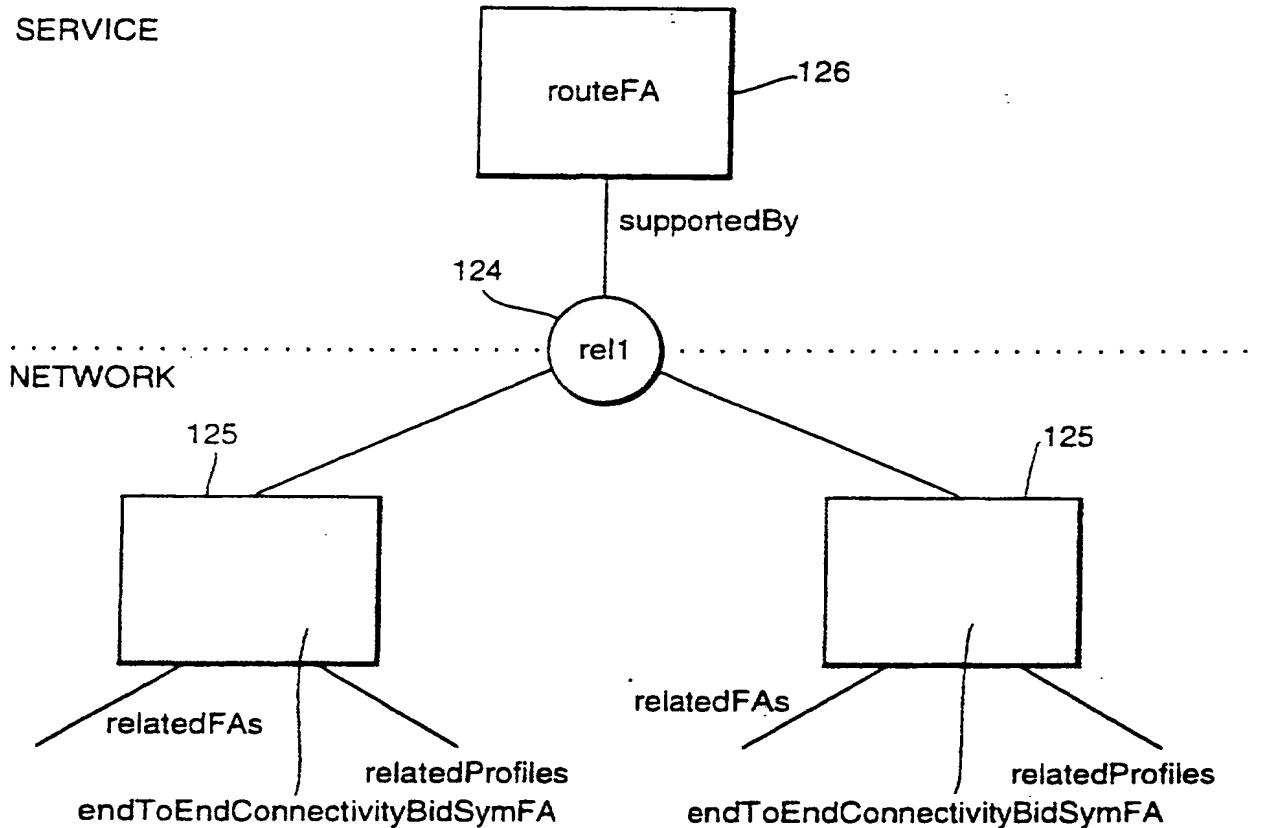 SERVICE
routeFA
126
supportedBy
124
rel1
NETWORK
125
125
relatedFAs
relatedProfiles
endToEndConnectivityBidSymFA
relatedFAs
relatedProfiles
endToEndConnectivityBidSymFA